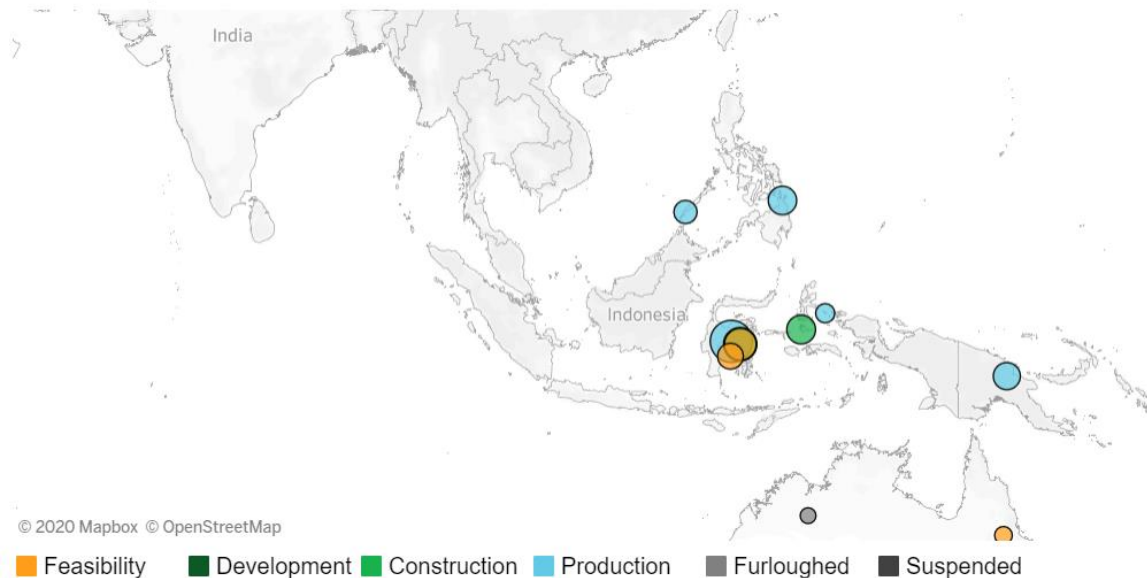 India
Indonesia
© 2020 Mapbox © OpenStreetMap
Feasibility Development Construction Production Furloughed Suspended